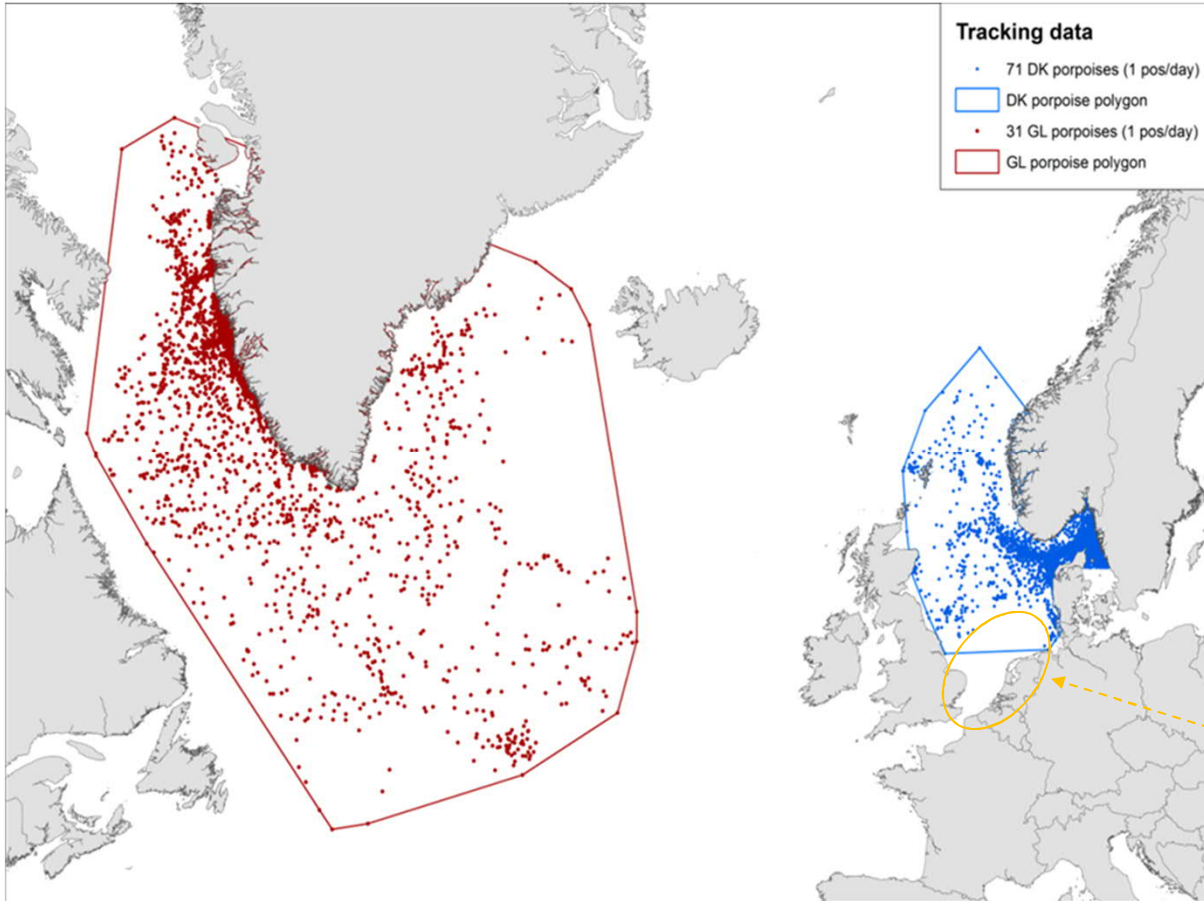 Tracking data
71 DK porpoises (1 pos/day)
DK porpoise polygon
31 GL porpoises (1 pos/day)
GL porpoise polygon